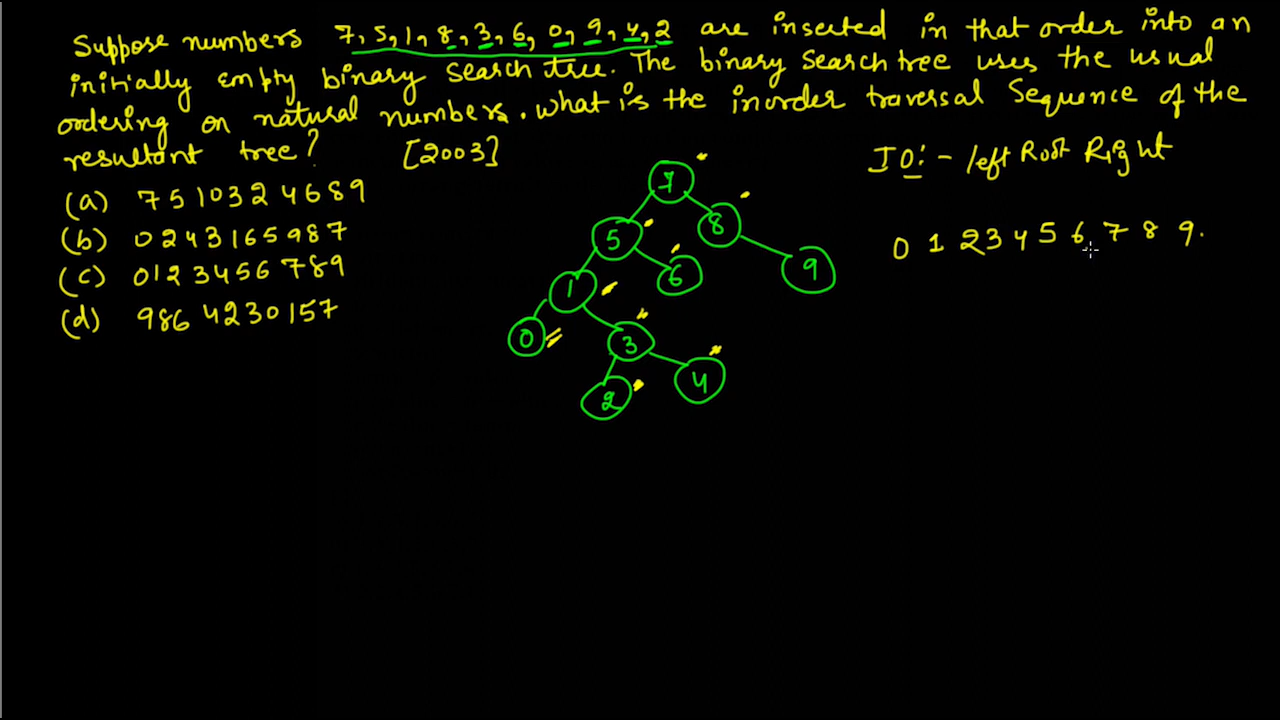 Suppose numbers 7, 5, 1, 8, 3, 6, 0, 9, 4, 2 are inserted in that order into an
initially empty binary search tree. The binary search tree uses the usual
ordering on natural numbers. what is the inorder traversal Sequence of the
resultant tree? [2003]
(a) 7 5 1 0 3 2 4 6 8 9
(b) 0 2 4 3 1 6 5 9 8 7
(c) 0 1 2 3 4 5 6 7 8 9
(d) 9 8 6 4 2 3 0 1 5 7
IO:- left Root Right
0 1 2 3 4 5 6 7 8 9.
7
5 8
1 6 9
0 3
2 4